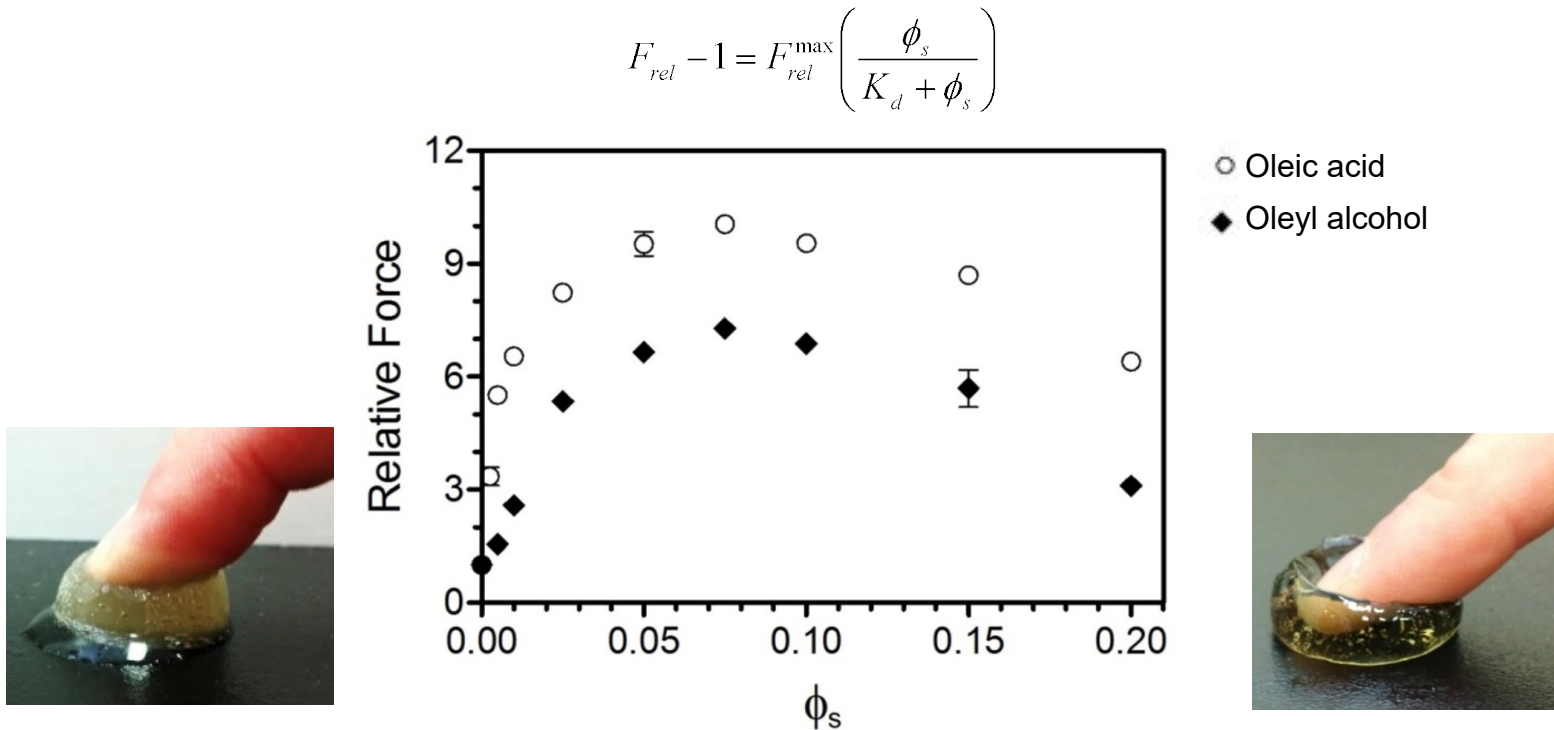 F_rel − 1 = F_rel^max (ϕ_s / (K_d + ϕ_s))
Oleic acid
Oleyl alcohol
Relative Force
12
9
6
3
0
0.00 0.05 0.10 0.15 0.20
ϕ_s